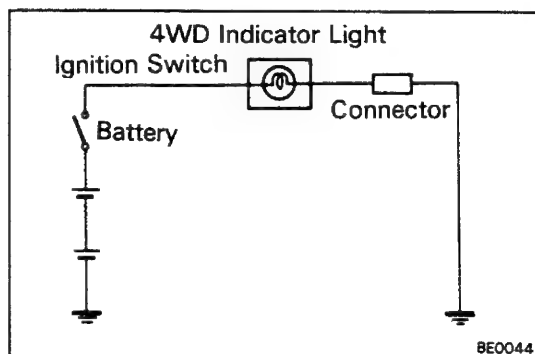 4WD Indicator Light
Ignition Switch
Connector
Battery
BE0044